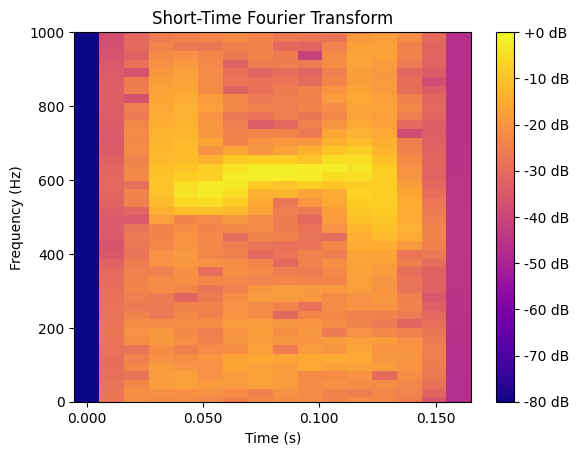 Short-Time Fourier Transform
1000
800
600
400
200
0
Frequency (Hz)
0.000
0.050
0.100
0.150
Time (s)
+0 dB
-10 dB
-20 dB
-30 dB
-40 dB
-50 dB
-60 dB
-70 dB
-80 dB